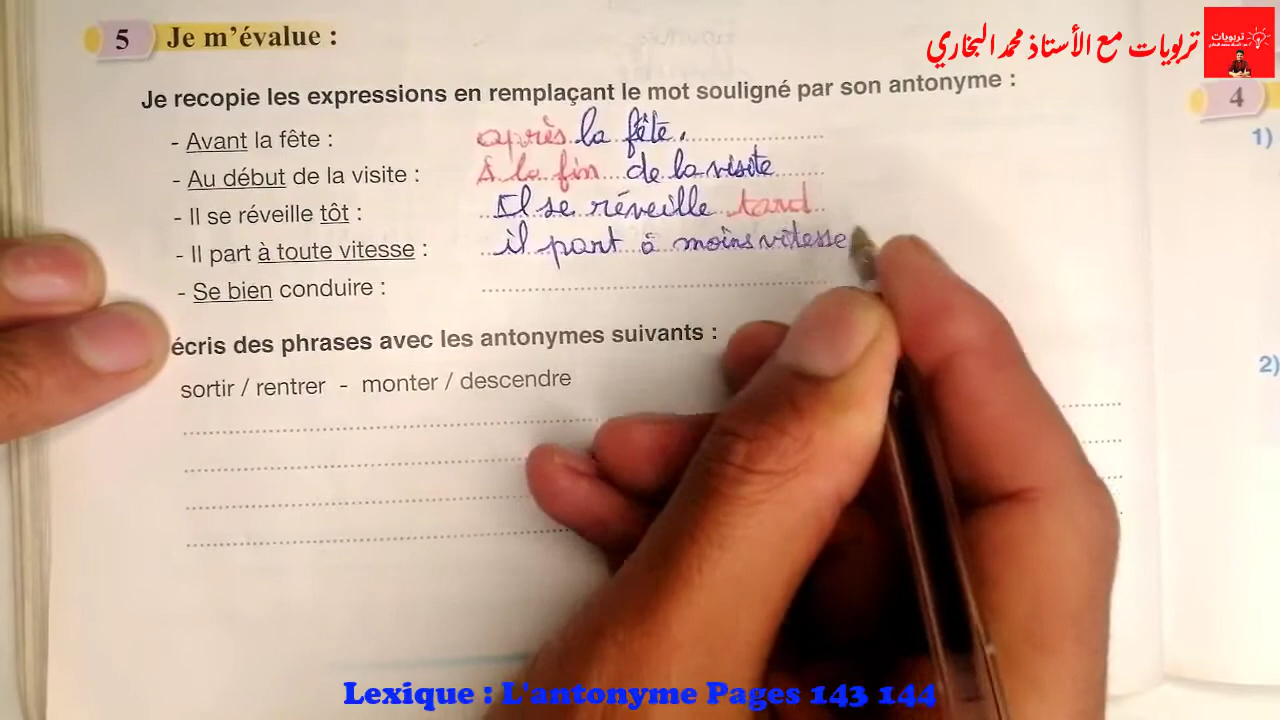 تربويات مع الأستاذ محمد البخاري
تربويات
5 Je m'évalue :
4
Je recopie les expressions en remplaçant le mot souligné par son antonyme :
1)
- Avant la fête : après la fête.
- Au début de la visite : A la fin de la visite
- Il se réveille tôt : Il se réveille tard
- Il part à toute vitesse : il part à moins vitesse
- Se bien conduire :
écris des phrases avec les antonymes suivants :
2)
sortir / rentrer - monter / descendre
Lexique : L'antonyme Pages 143 144